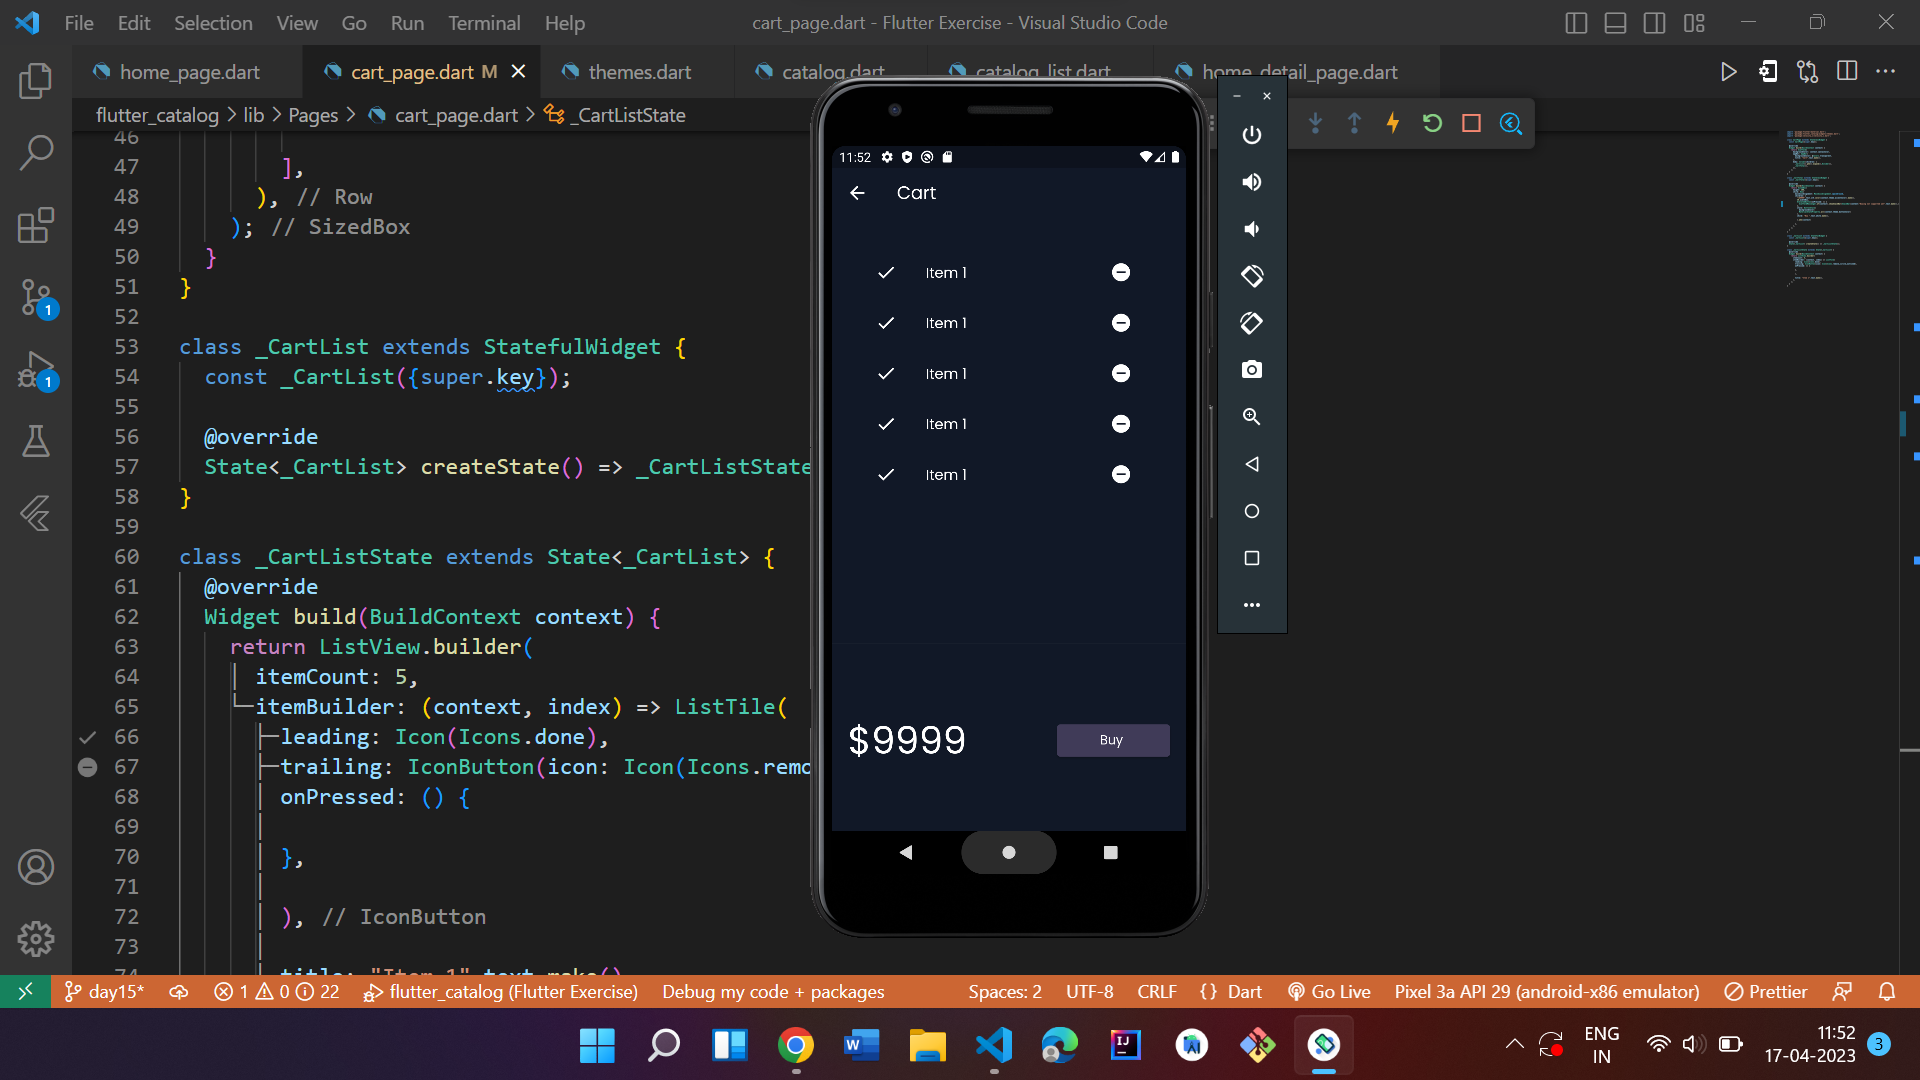 File Edit Selection View Go Run Terminal Help
cart_page.dart - Flutter Exercise - Visual Studio Code
home_page.dart
cart_page.dart M
themes.dart
catalog.dart
catalog_list.dart
home_detail_page.dart
flutter_catalog > lib > Pages > cart_page.dart > _CartListState
46
47 ],
48 ), // Row
49 ); // SizedBox
50 }
51 }
52
53 class _CartList extends StatefulWidget {
54 const _CartList({super.key});
55
56 @override
57 State<_CartList> createState() => _CartListState
58 }
59
60 class _CartListState extends State<_CartList> {
61 @override
62 Widget build(BuildContext context) {
63 return ListView.builder(
64 itemCount: 5,
65 itemBuilder: (context, index) => ListTile(
66 leading: Icon(Icons.done),
67 trailing: IconButton(icon: Icon(Icons.remo
68 onPressed: () {
69
70 },
71
72 ), // IconButton
73
74 title: "Item 1".text.make()
11:52
Cart
Item 1
Item 1
Item 1
Item 1
Item 1
$9999
Buy
1
1
day15* 1 0 22 flutter_catalog (Flutter Exercise) Debug my code + packages Spaces: 2 UTF-8 CRLF {} Dart Go Live Pixel 3a API 29 (android-x86 emulator) Prettier
ENG
IN
11:52
17-04-2023
3